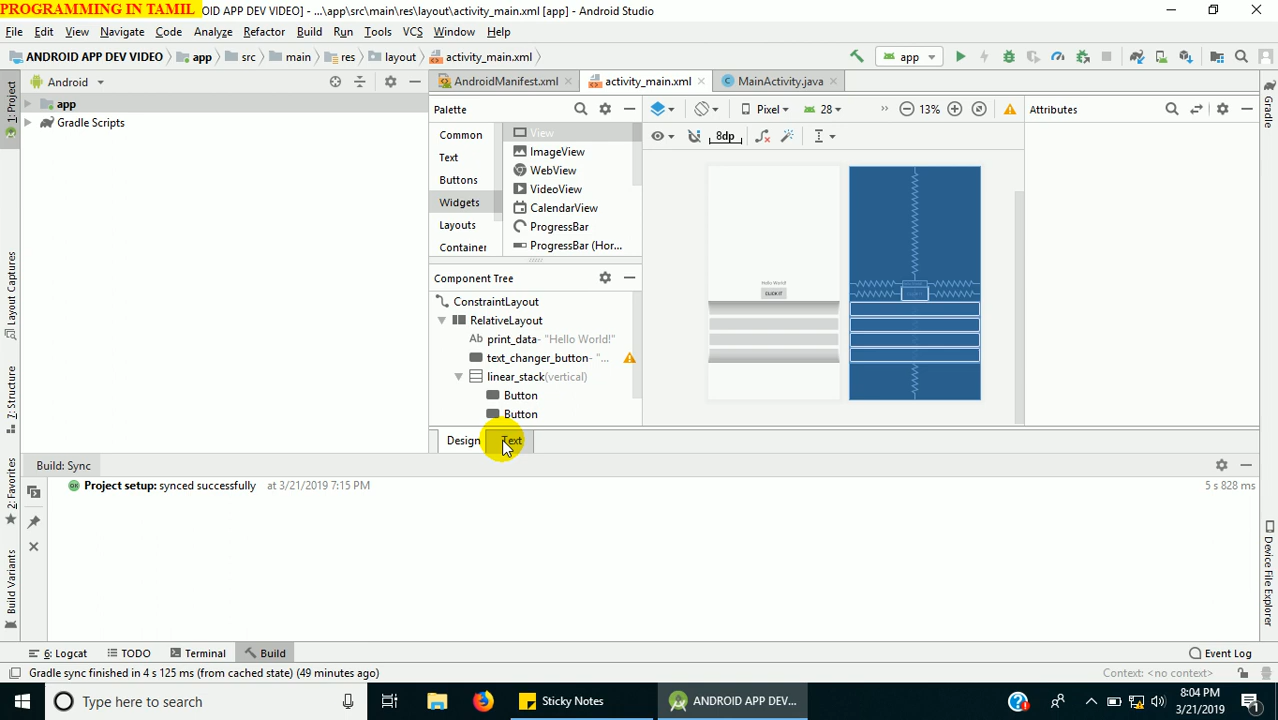 PROGRAMMING IN TAMIL
OID APP DEV VIDEO] - ...\app\src\main\res\layout\activity_main.xml [app] - Android Studio
File Edit View Navigate Code Analyze Refactor Build Run Tools VCS Window Help
ANDROID APP DEV VIDEO app src main res layout activity_main.xml
app
1: Project
Android
AndroidManifest.xml activity_main.xml MainActivity.java
Gradle
app
Gradle Scripts
Palette
Pixel 28 13%
Attributes
8dp
Common
Text
Buttons
Widgets
Layouts
Container
View
ImageView
WebView
VideoView
CalendarView
ProgressBar
ProgressBar (Hor...
Component Tree
ConstraintLayout
RelativeLayout
Ab print_data- "Hello World!"
text_changer_button- "...
linear_stack(vertical)
Button
Button
Hello World!
CLICK IT
Design Text
Layout Captures
7: Structure
2: Favorites
Build Variants
Build: Sync
Project setup: synced successfully at 3/21/2019 7:15 PM 5 s 828 ms
Device File Explorer
6: Logcat TODO Terminal Build Event Log
Gradle sync finished in 4 s 125 ms (from cached state) (49 minutes ago) Context: <no context>
Type here to search
Sticky Notes
ANDROID APP DEV...
8:04 PM
3/21/2019
1